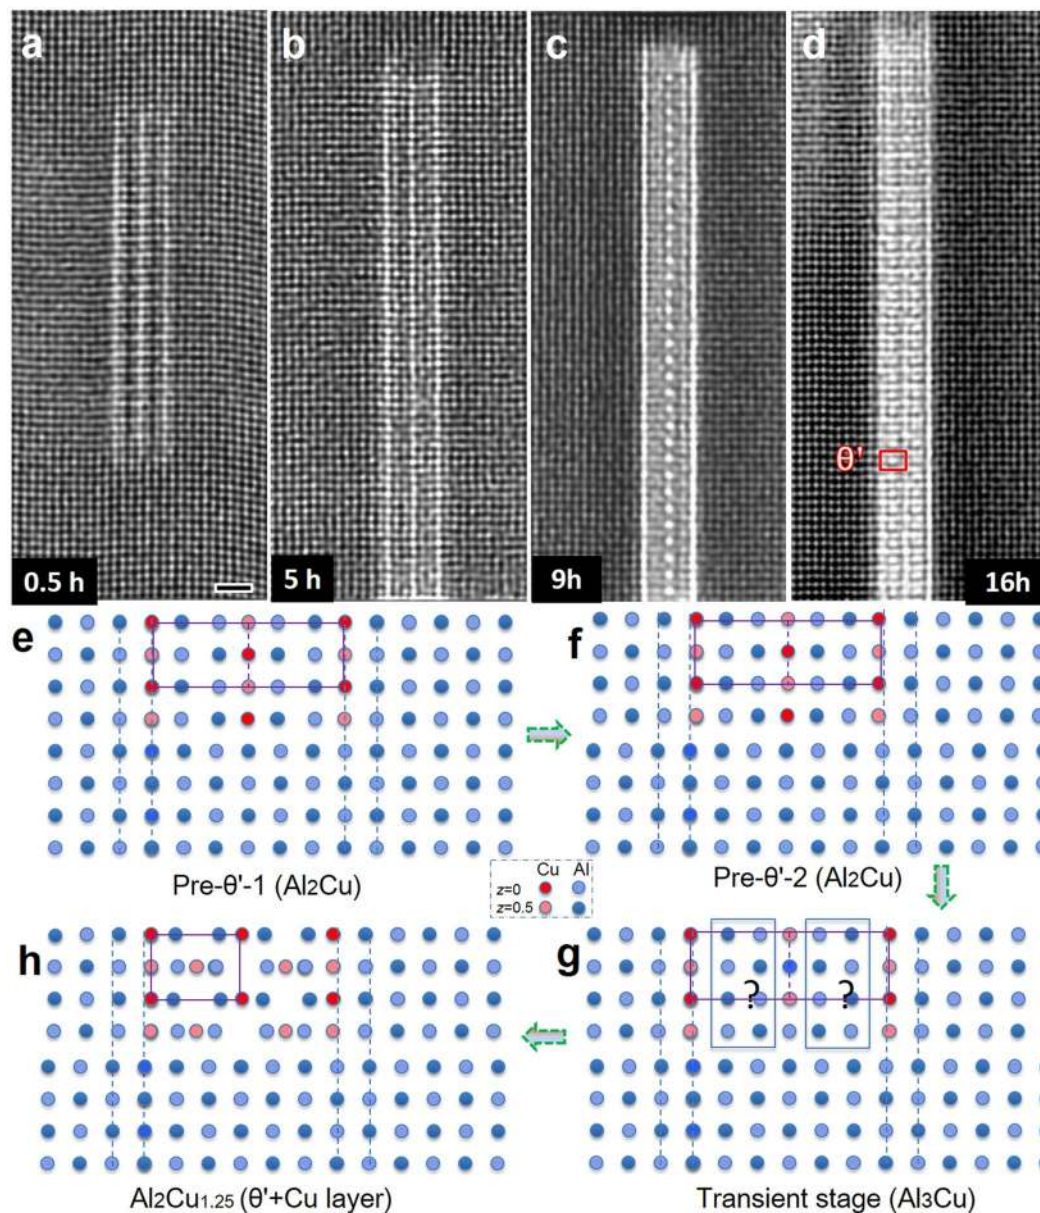 a
b
c
d
θ'
0.5 h
5 h
9h
16h
e
f
Pre-θ'-1 (Al₂Cu)
Pre-θ'-2 (Al₂Cu)
Cu Al
z=0
z=0.5
h
g
? ?
Al₂Cu₁.₂₅ (θ'+Cu layer)
Transient stage (Al₃Cu)